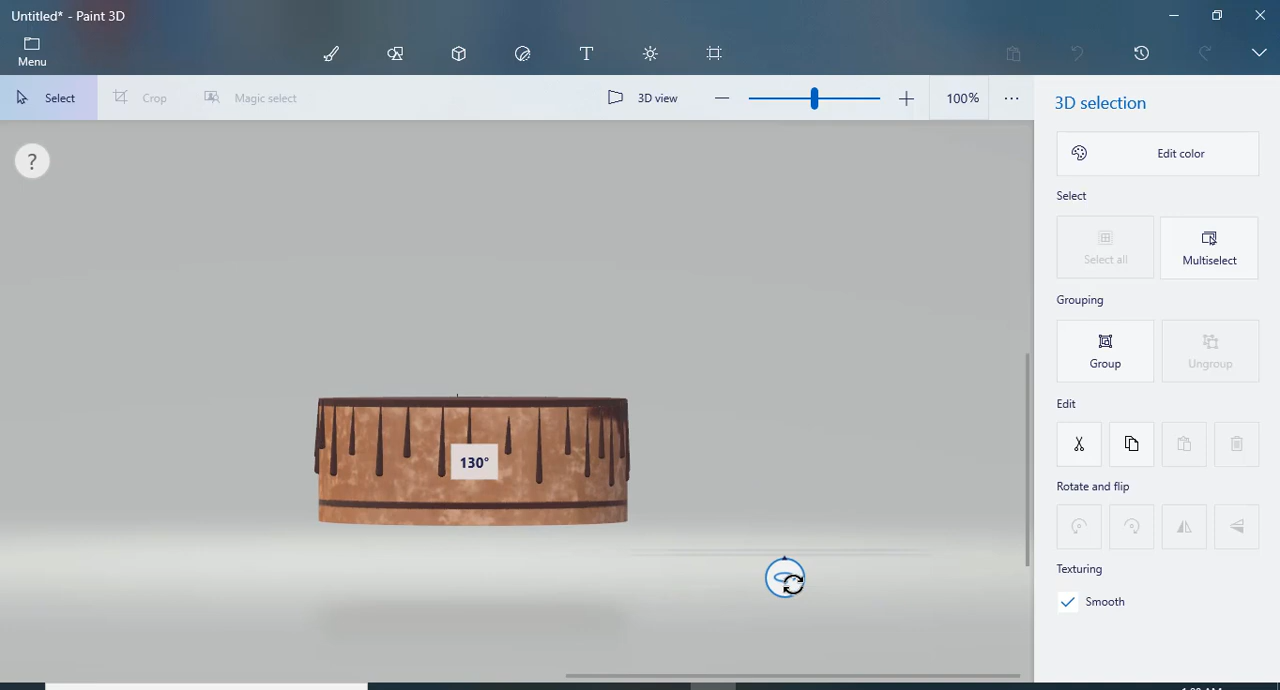 Untitled* - Paint 3D
Menu
Select
Crop
Magic select
3D view
100%
?
3D selection
Edit color
Select
Select all
Multiselect
Grouping
Group
Ungroup
Edit
130°
Rotate and flip
Texturing
Smooth